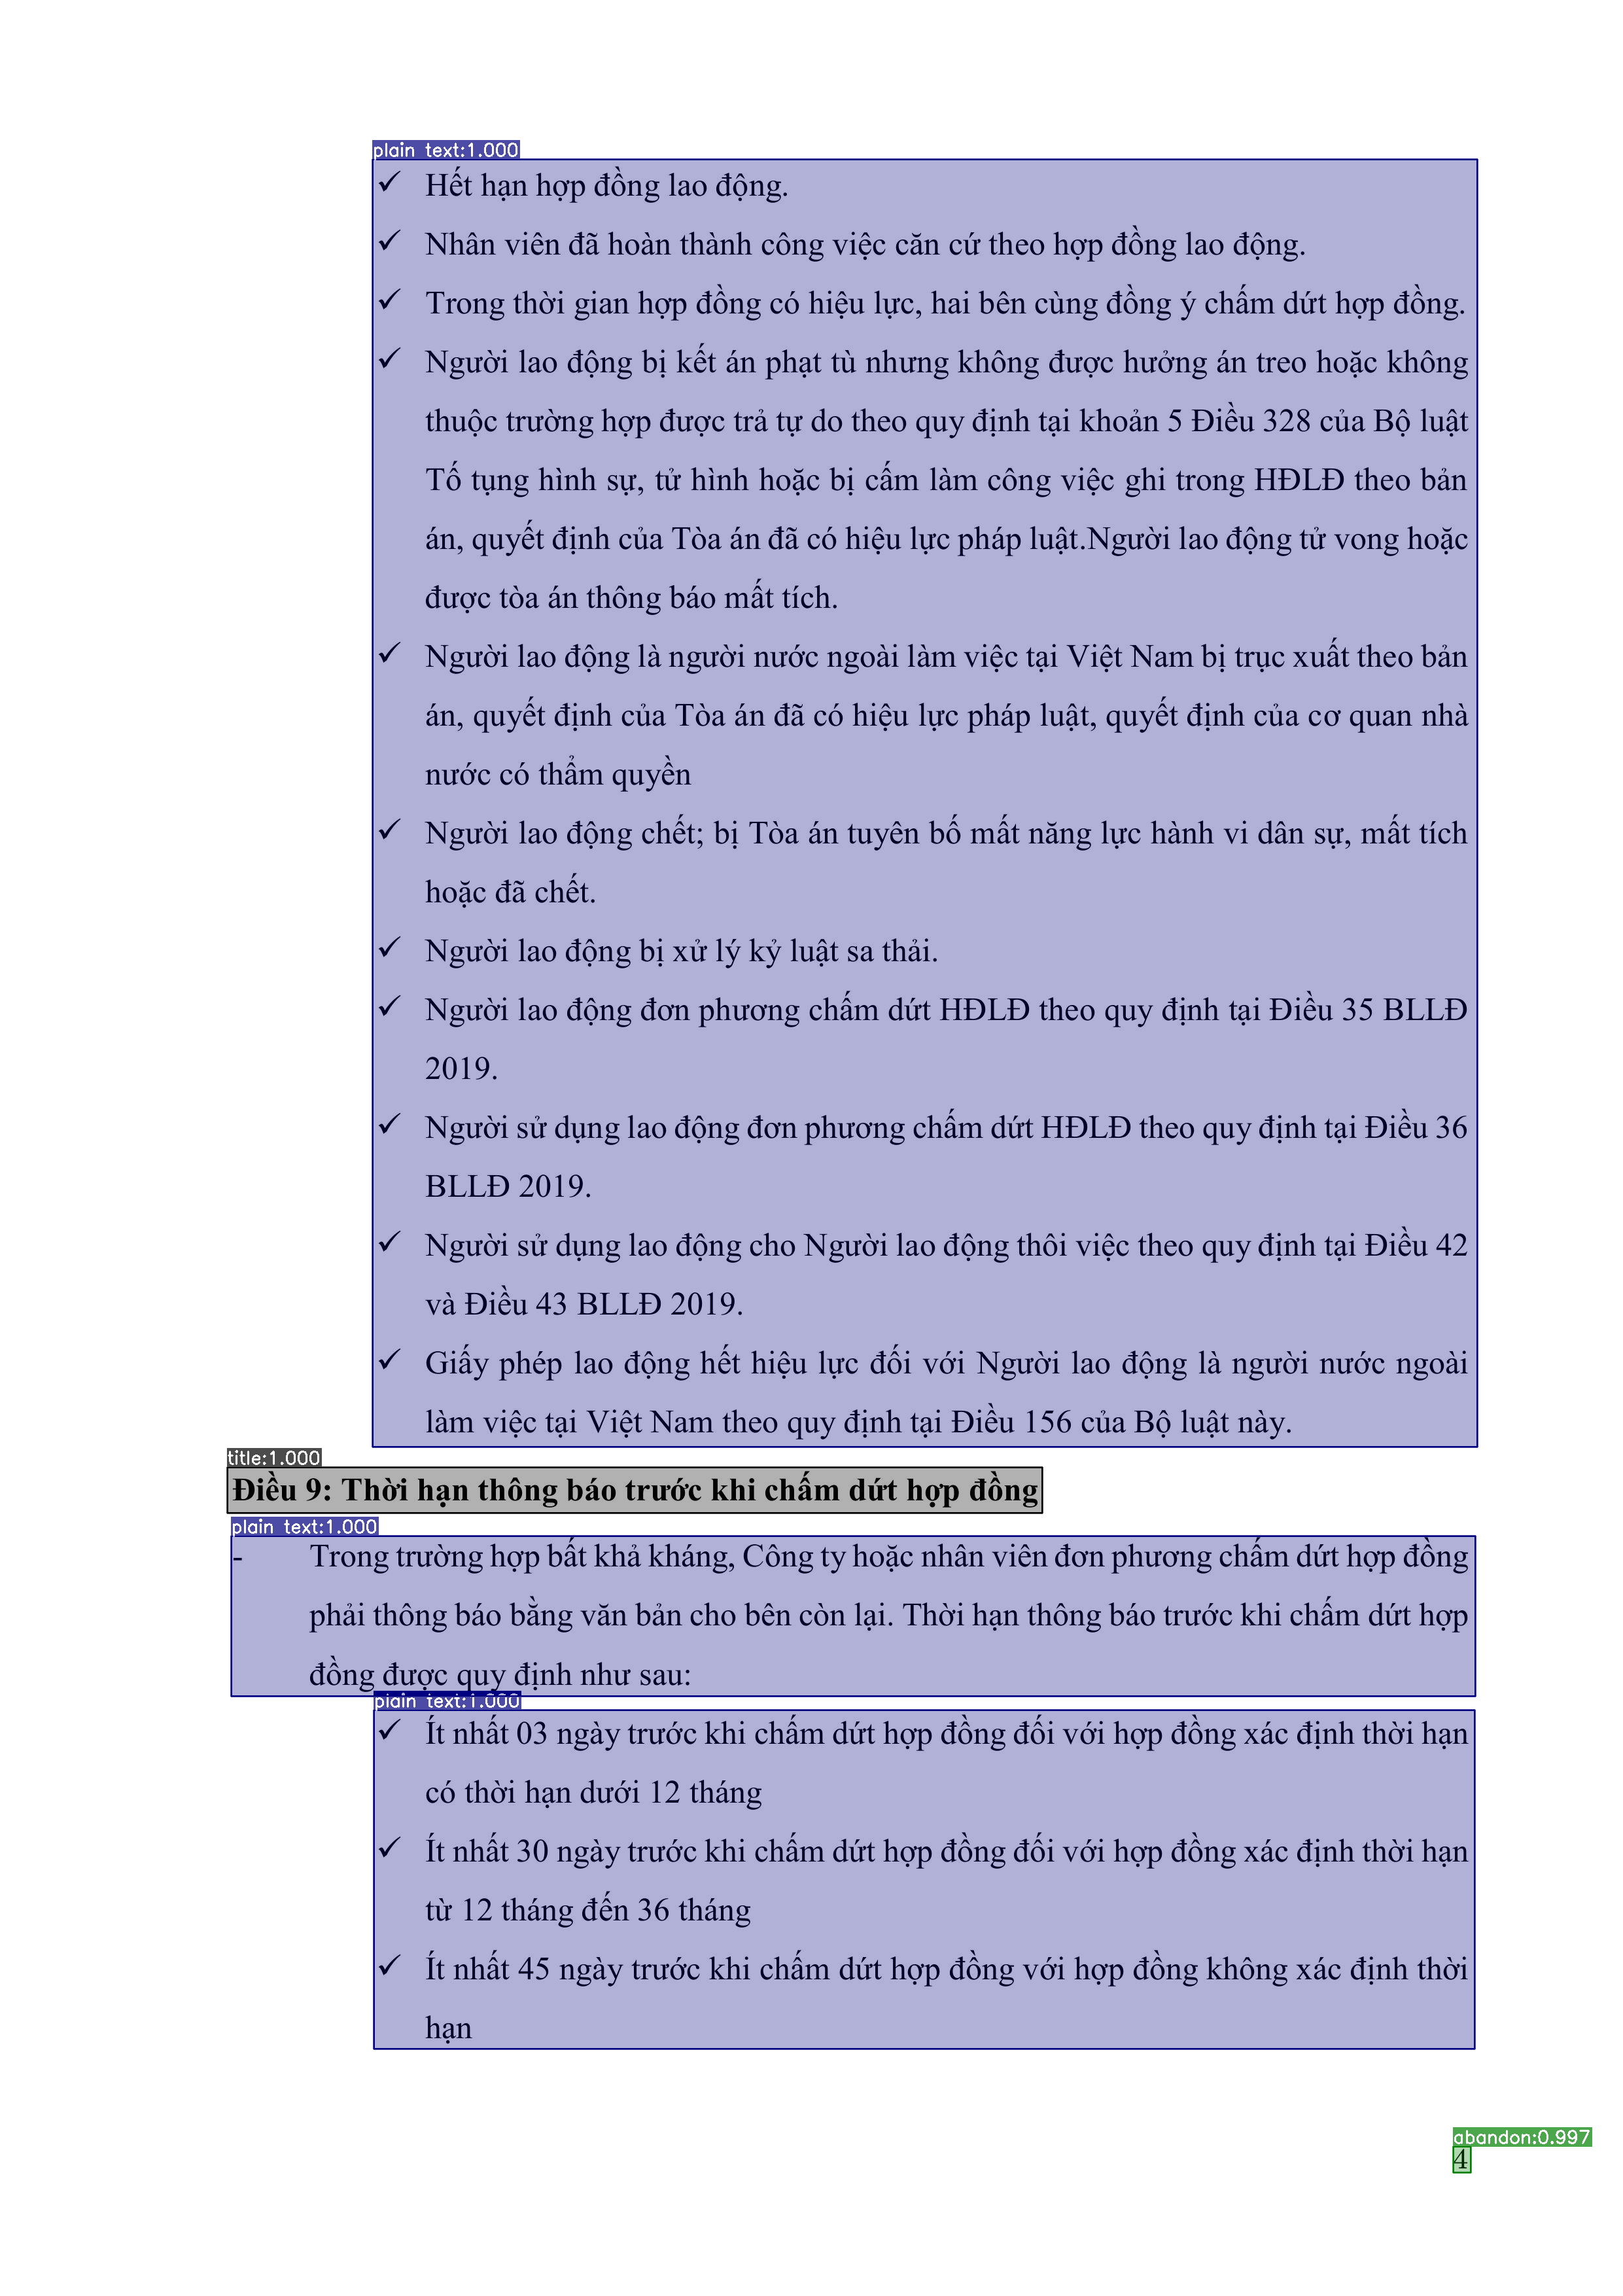 plain text:1.000
✓ Hết hạn hợp đồng lao động.
✓ Nhân viên đã hoàn thành công việc căn cứ theo hợp đồng lao động.
✓ Trong thời gian hợp đồng có hiệu lực, hai bên cùng đồng ý chấm dứt hợp đồng.
✓ Người lao động bị kết án phạt tù nhưng không được hưởng án treo hoặc không
thuộc trường hợp được trả tự do theo quy định tại khoản 5 Điều 328 của Bộ luật
Tố tụng hình sự, tử hình hoặc bị cấm làm công việc ghi trong HĐLĐ theo bản
án, quyết định của Tòa án đã có hiệu lực pháp luật.Người lao động tử vong hoặc
được tòa án thông báo mất tích.
✓ Người lao động là người nước ngoài làm việc tại Việt Nam bị trục xuất theo bản
án, quyết định của Tòa án đã có hiệu lực pháp luật, quyết định của cơ quan nhà
nước có thẩm quyền
✓ Người lao động chết; bị Tòa án tuyên bố mất năng lực hành vi dân sự, mất tích
hoặc đã chết.
✓ Người lao động bị xử lý kỷ luật sa thải.
✓ Người lao động đơn phương chấm dứt HĐLĐ theo quy định tại Điều 35 BLLĐ
2019.
✓ Người sử dụng lao động đơn phương chấm dứt HĐLĐ theo quy định tại Điều 36
BLLĐ 2019.
✓ Người sử dụng lao động cho Người lao động thôi việc theo quy định tại Điều 42
và Điều 43 BLLĐ 2019.
✓ Giấy phép lao động hết hiệu lực đối với Người lao động là người nước ngoài
làm việc tại Việt Nam theo quy định tại Điều 156 của Bộ luật này.
title:1.000
Điều 9: Thời hạn thông báo trước khi chấm dứt hợp đồng
plain text:1.000
- Trong trường hợp bất khả kháng, Công ty hoặc nhân viên đơn phương chấm dứt hợp đồng
phải thông báo bằng văn bản cho bên còn lại. Thời hạn thông báo trước khi chấm dứt hợp
đồng được quy định như sau:
plain text:1.000
✓ Ít nhất 03 ngày trước khi chấm dứt hợp đồng đối với hợp đồng xác định thời hạn
có thời hạn dưới 12 tháng
✓ Ít nhất 30 ngày trước khi chấm dứt hợp đồng đối với hợp đồng xác định thời hạn
từ 12 tháng đến 36 tháng
✓ Ít nhất 45 ngày trước khi chấm dứt hợp đồng với hợp đồng không xác định thời
hạn
abandon:0.997
4